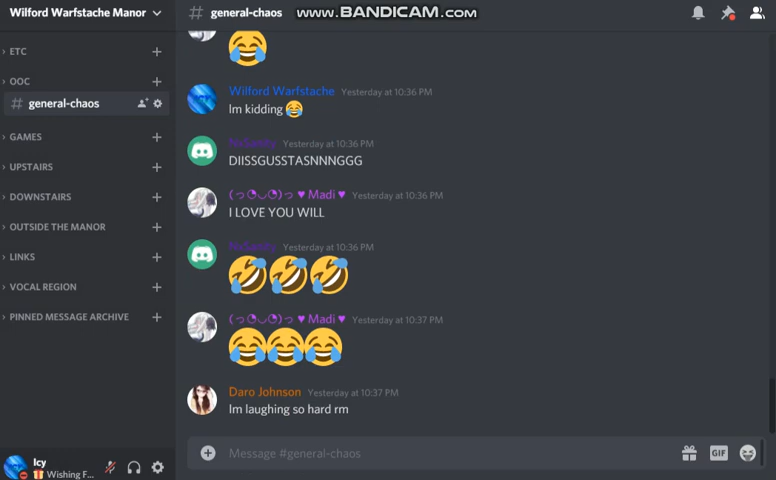 Wilford Warfstache Manor
# general-chaos
www.BANDICAM.com
ETC
OOC
# general-chaos
GAMES
UPSTAIRS
DOWNSTAIRS
OUTSIDE THE MANOR
LINKS
VOCAL REGION
PINNED MESSAGE ARCHIVE
Icy
Wishing F...
😂
Wilford Warfstache Yesterday at 10:36 PM
Im kidding 😂
Yesterday at 10:36 PM
DIISSGUSSTASNNNGGG
(っ◔◡◔)っ ♥ Madi ♥ Yesterday at 10:36 PM
I LOVE YOU WILL
Yesterday at 10:36 PM
🤣🤣🤣
(っ◔◡◔)っ ♥ Madi ♥ Yesterday at 10:37 PM
😂😂😂
Daro Johnson Yesterday at 10:37 PM
Im laughing so hard rm
Message #general-chaos
GIF